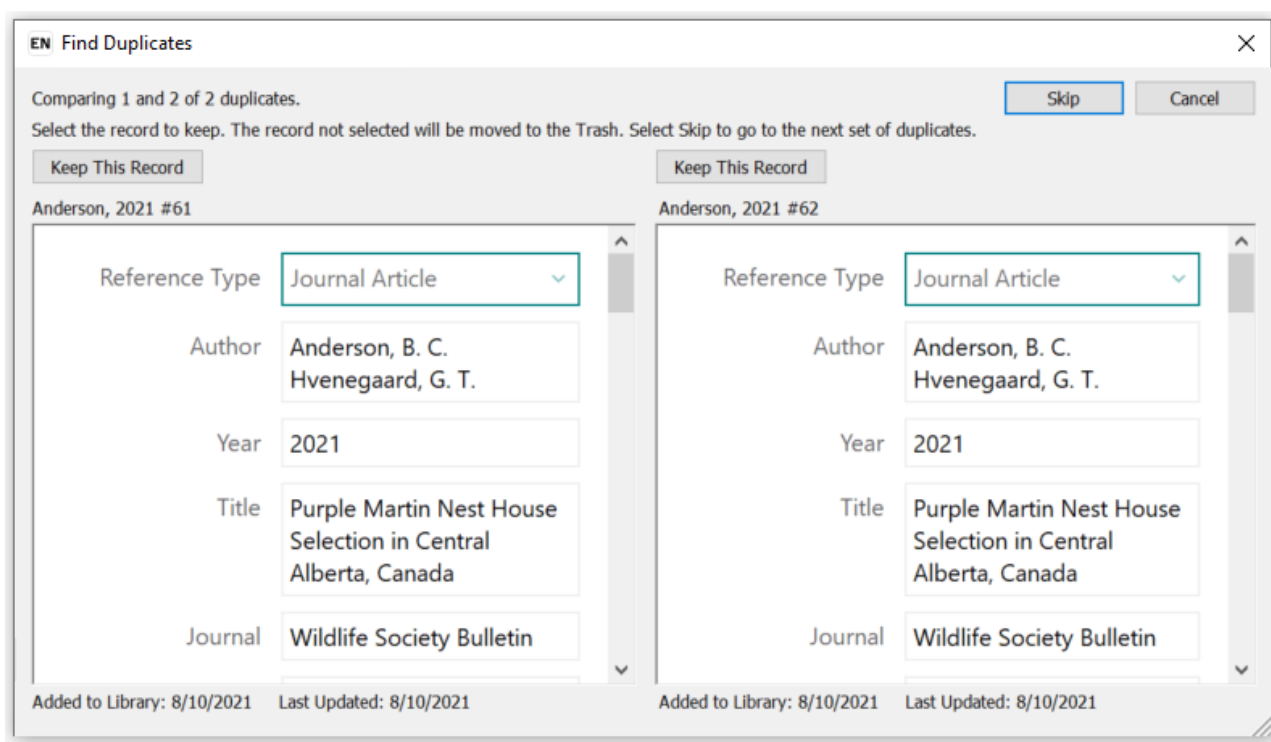 EN Find Duplicates
Comparing 1 and 2 of 2 duplicates.
Skip
Cancel
Select the record to keep. The record not selected will be moved to the Trash. Select Skip to go to the next set of duplicates.
Keep This Record
Keep This Record
Anderson, 2021 #61
Reference Type
Journal Article
Author
Anderson, B. C.
Hvenegaard, G. T.
Year
2021
Title
Purple Martin Nest House
Selection in Central
Alberta, Canada
Journal
Wildlife Society Bulletin
Added to Library: 8/10/2021
Last Updated: 8/10/2021
Anderson, 2021 #62
Reference Type
Journal Article
Author
Anderson, B. C.
Hvenegaard, G. T.
Year
2021
Title
Purple Martin Nest House
Selection in Central
Alberta, Canada
Journal
Wildlife Society Bulletin
Added to Library: 8/10/2021
Last Updated: 8/10/2021